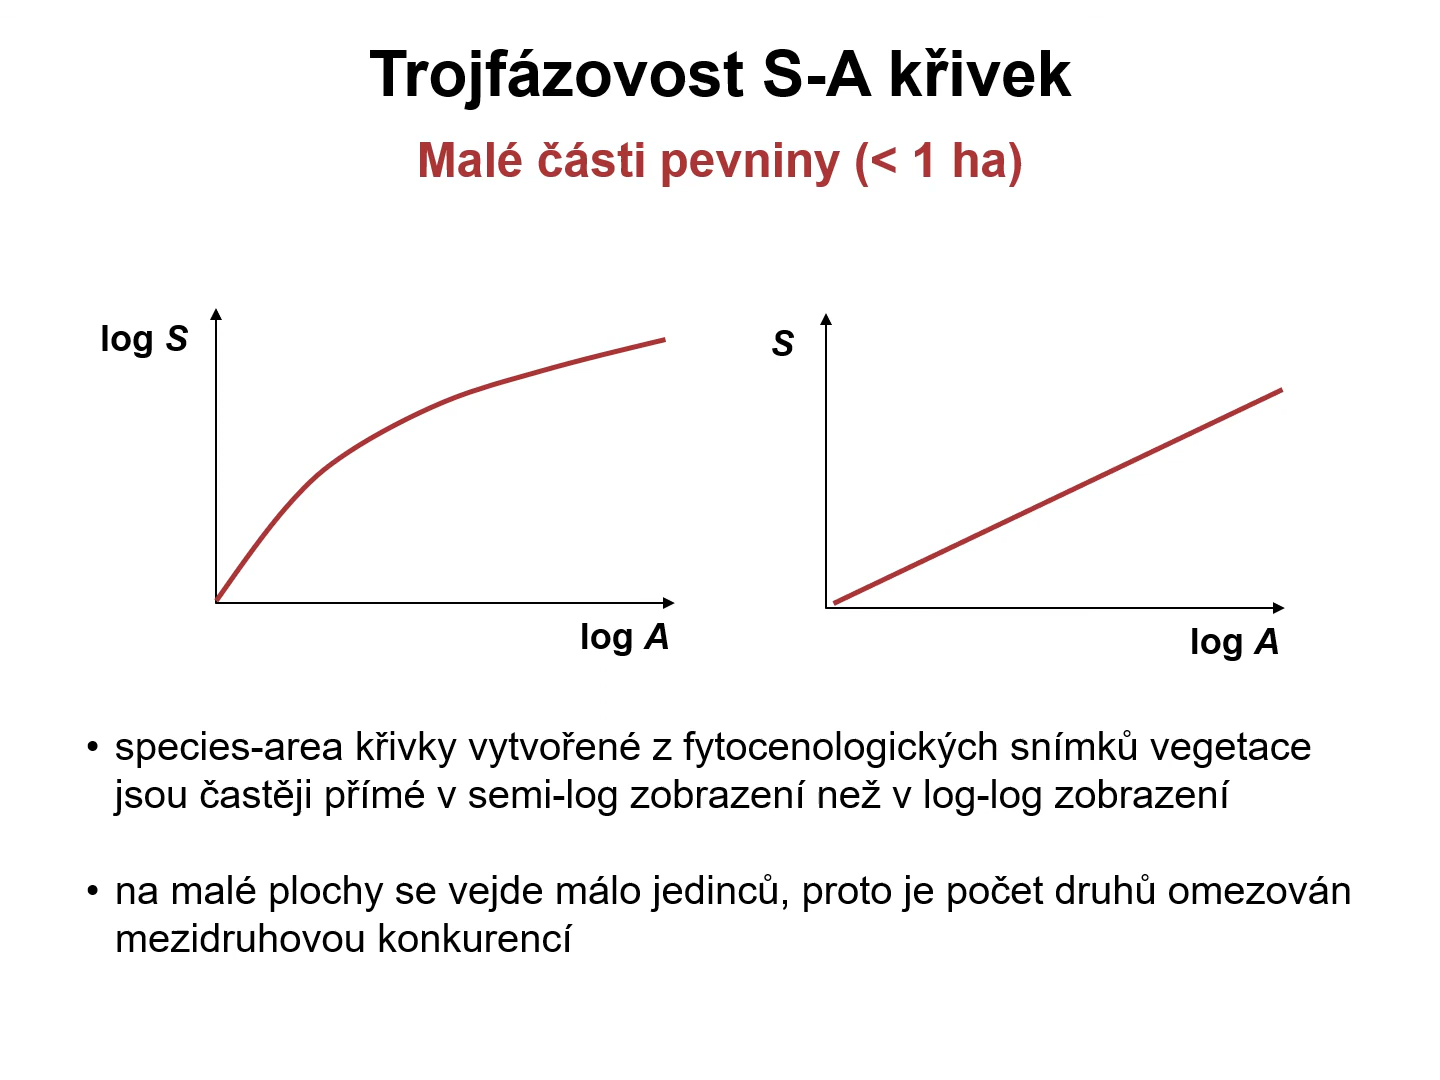 Trojfázovost S-A křivek
Malé části pevniny (< 1 ha)
log S
log A
S
log A
• species-area křivky vytvořené z fytocenologických snímků vegetace
jsou častěji přímé v semi-log zobrazení než v log-log zobrazení
• na malé plochy se vejde málo jedinců, proto je počet druhů omezován
mezidruhovou konkurencí